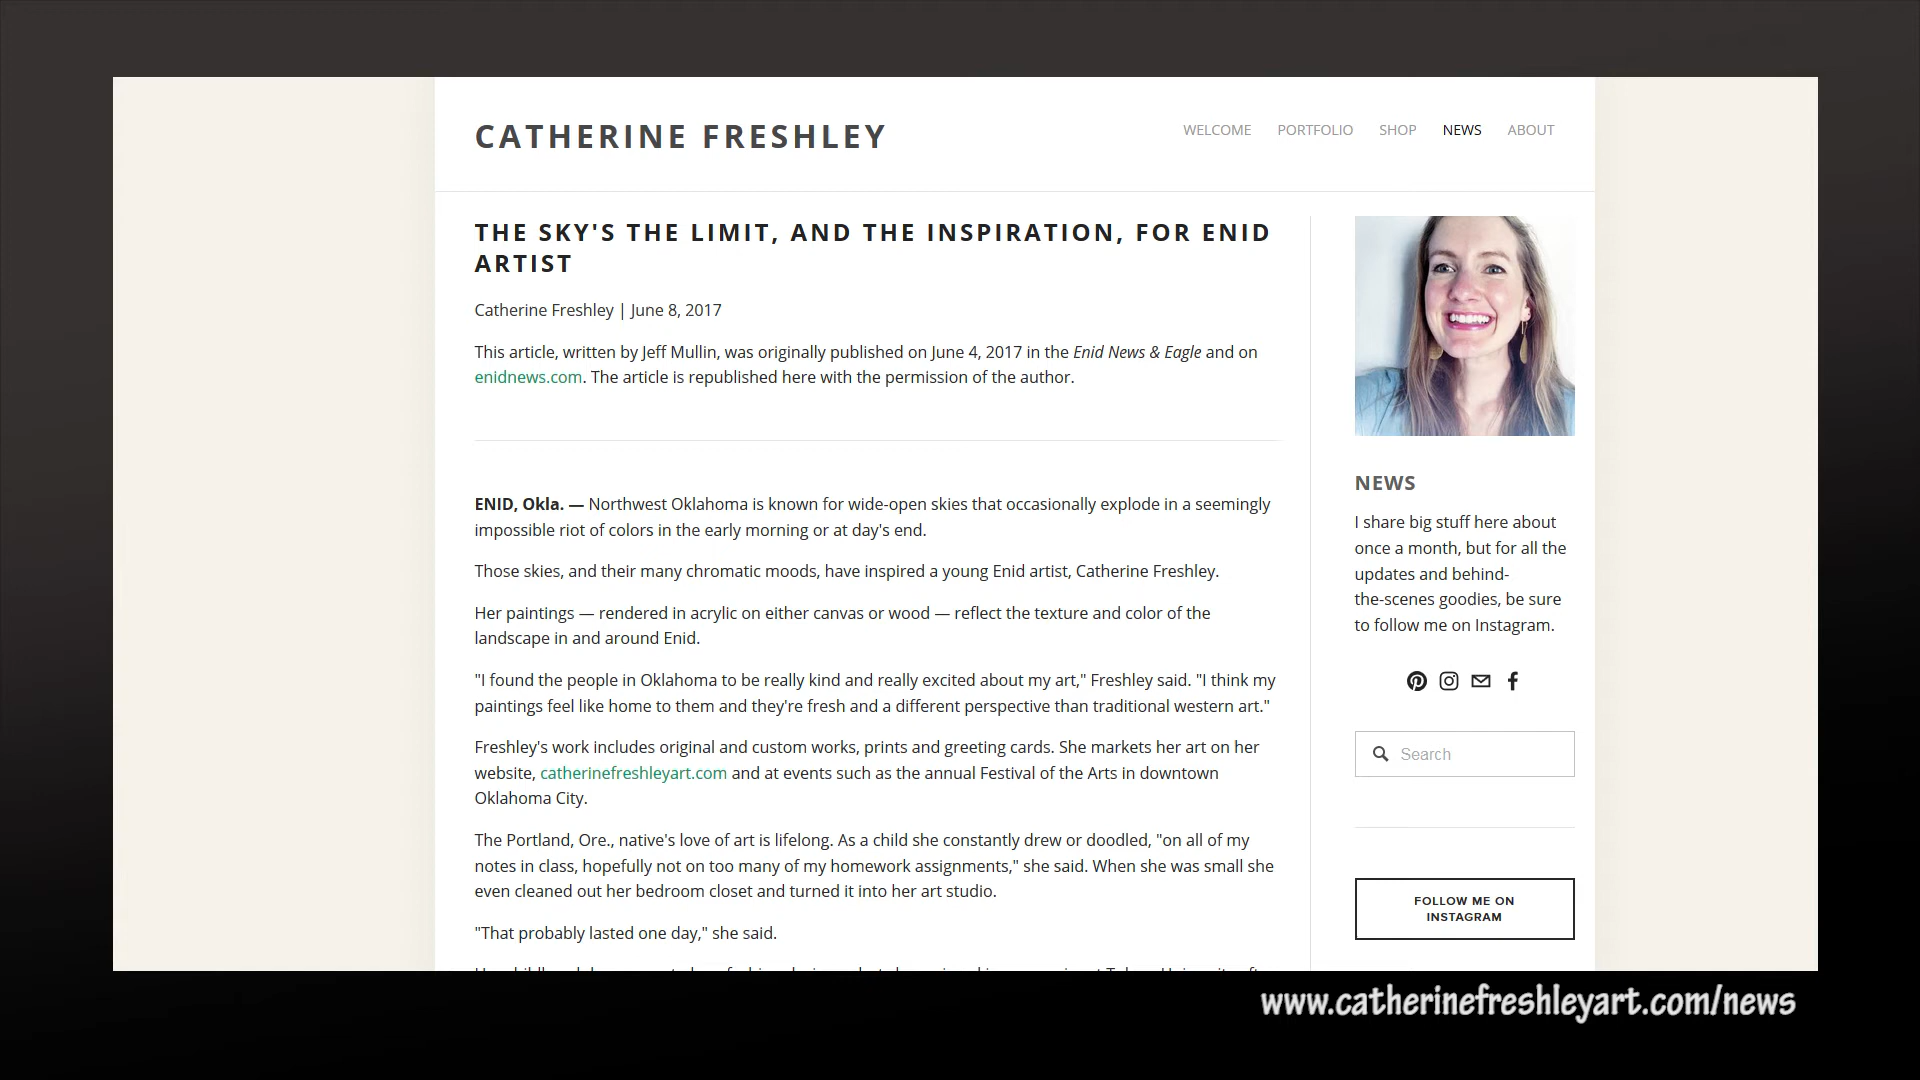 CATHERINE FRESHLEY
WELCOME PORTFOLIO SHOP NEWS ABOUT
THE SKY'S THE LIMIT, AND THE INSPIRATION, FOR ENID
ARTIST
Catherine Freshley | June 8, 2017
This article, written by Jeff Mullin, was originally published on June 4, 2017 in the Enid News & Eagle and on
enidnews.com. The article is republished here with the permission of the author.
ENID, Okla. — Northwest Oklahoma is known for wide-open skies that occasionally explode in a seemingly
impossible riot of colors in the early morning or at day's end.
Those skies, and their many chromatic moods, have inspired a young Enid artist, Catherine Freshley.
Her paintings — rendered in acrylic on either canvas or wood — reflect the texture and color of the
landscape in and around Enid.
"I found the people in Oklahoma to be really kind and really excited about my art," Freshley said. "I think my
paintings feel like home to them and they're fresh and a different perspective than traditional western art."
Freshley's work includes original and custom works, prints and greeting cards. She markets her art on her
website, catherinefreshleyart.com and at events such as the annual Festival of the Arts in downtown
Oklahoma City.
The Portland, Ore., native's love of art is lifelong. As a child she constantly drew or doodled, "on all of my
notes in class, hopefully not on too many of my homework assignments," she said. When she was small she
even cleaned out her bedroom closet and turned it into her art studio.
"That probably lasted one day," she said.
NEWS
I share big stuff here about
once a month, but for all the
updates and behind-
the-scenes goodies, be sure
to follow me on Instagram.
Search
FOLLOW ME ON
INSTAGRAM
www.catherinefreshleyart.com/news